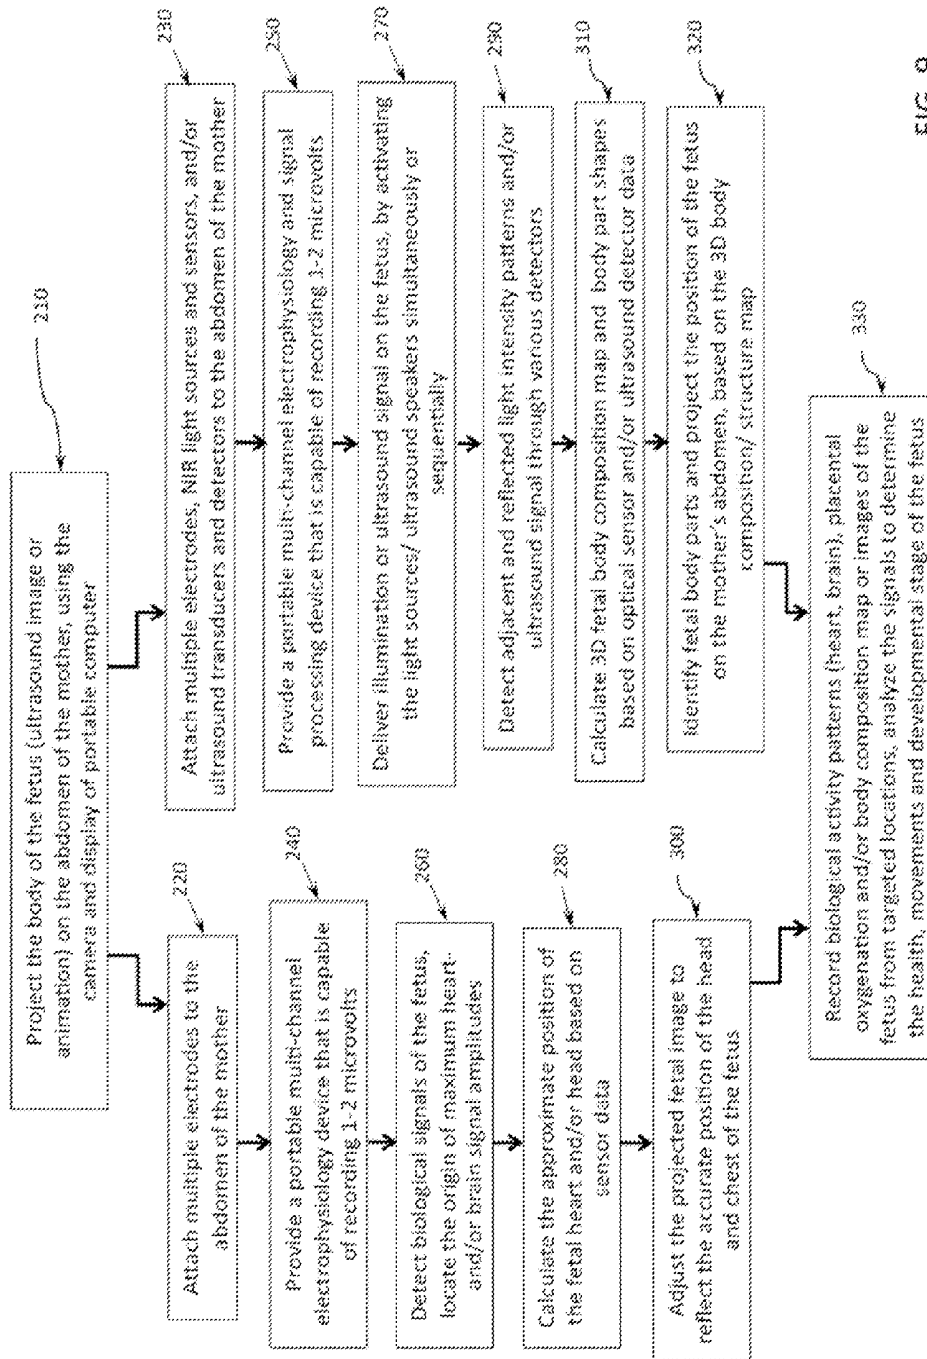 210
Project the body of the fetus (ultrasound image or
animation) on the abdomen of the mother, using the
camera and display of portable computer
220
Attach multiple electrodes to the
abdomen of the mother
240
Provide a portable multi-channel
electrophysiology device that is capable
of recording 1-2 microvolts
260
Detect biological signals of the fetus,
locate the origin of maximum heart-
and/or brain signal amplitudes
280
Calculate the approximate position of
the fetal heart and/or head based on
sensor data
300
Adjust the projected fetal image to
reflect the accurate position of the head
and chest of the fetus
230
Attach multiple electrodes, NIR light sources and sensors, and/or
ultrasound transducers and detectors to the abdomen of the mother
250
Provide a portable multi-channel electrophysiology and signal
processing device that is capable of recording 1-2 microvolts
270
Deliver illumination or ultrasound signal on the fetus, by activating
the light sources/ ultrasound speakers simultaneously or
sequentially
290
Detect adjacent and reflected light intensity patterns and/or
ultrasound signal through various detectors
310
Calculate 3D fetal body composition map and body part shapes
based on optical sensor and/or ultrasound detector data
320
Identify fetal body parts and project the position of the fetus
on the mother's abdomen, based on the 3D body
composition/ structure map
330
Record biological activity patterns (heart, brain), placental
oxygenation and/or body composition map or images of the
fetus from targeted locations, analyze the signals to determine
the health, movements and developmental stage of the fetus
FIG. 9